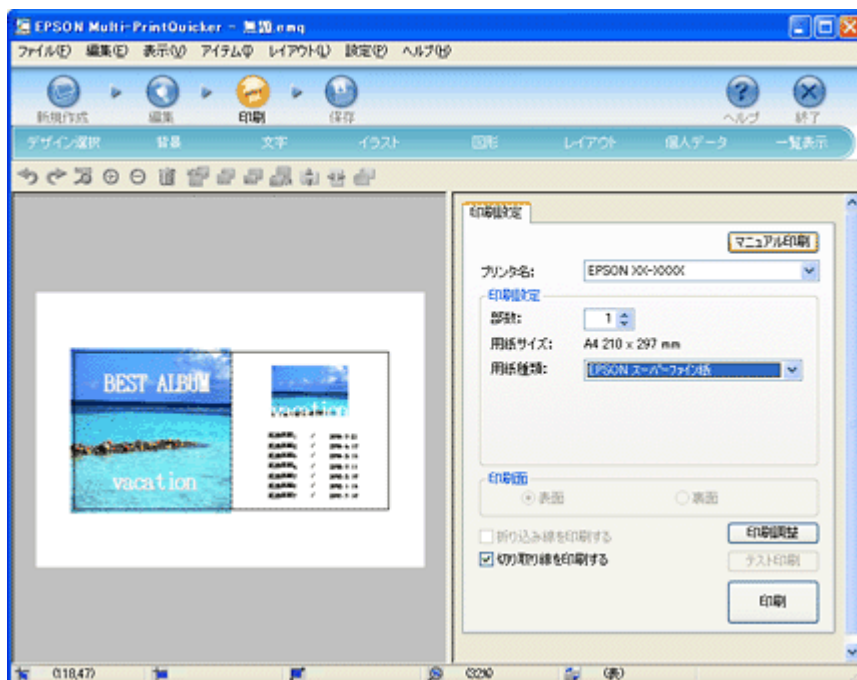 EPSON Multi-PrintQuicker - 無題.emq
ファイル(F) 編集(E) 表示(V) アイテム(I) レイアウト(L) 設定(P) ヘルプ(H)
新規作成 編集 印刷 保存 ヘルプ 終了
デザイン選択 背景 文字 イラスト 図形 レイアウト 個人データ 一覧表示
印刷設定
マニュアル印刷
プリンタ名: EPSON XX-XXXX
印刷設定
部数: 1
用紙サイズ: A4 210 x 297 mm
用紙種類: EPSON スーパーファイン紙
BEST ALBUM
vacation
vacation
印刷面
表面 裏面
折り込み線を印刷する 印刷調整
切り取り線を印刷する テスト印刷
印刷
(118,47) (32%) (表)